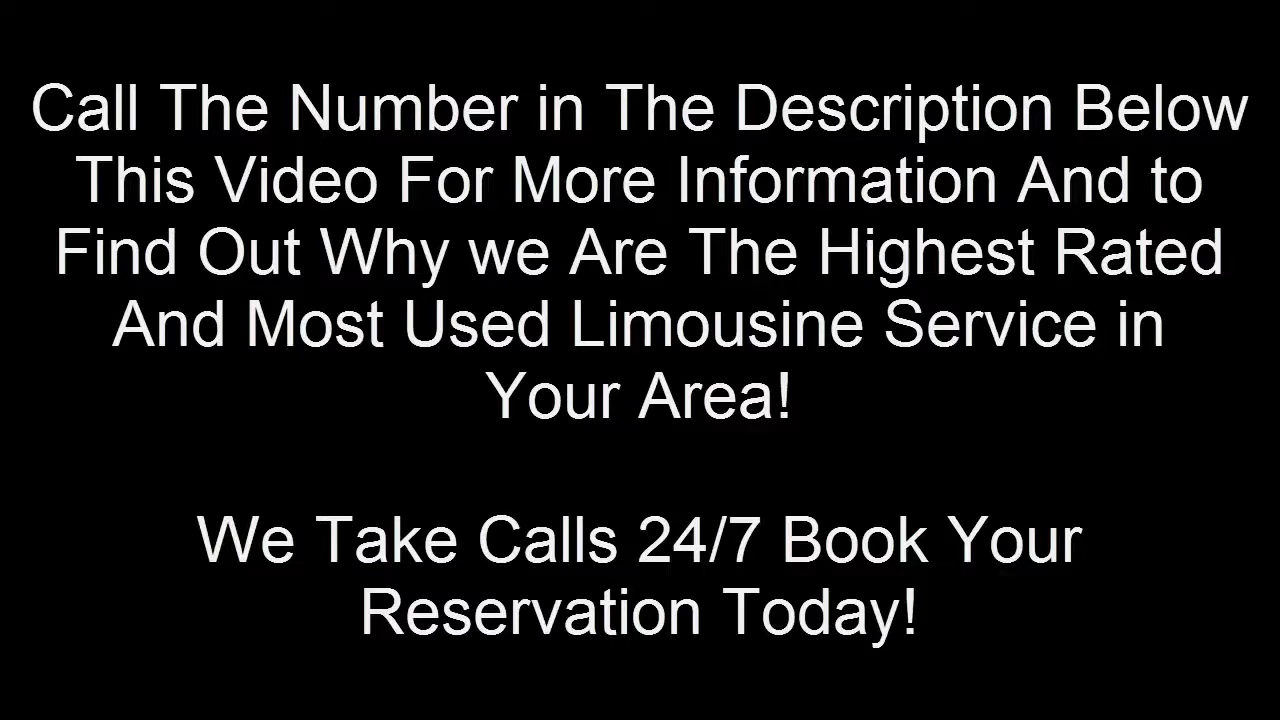 Call The Number in The Description Below
This Video For More Information And to
Find Out Why we Are The Highest Rated
And Most Used Limousine Service in
Your Area!
We Take Calls 24/7 Book Your
Reservation Today!